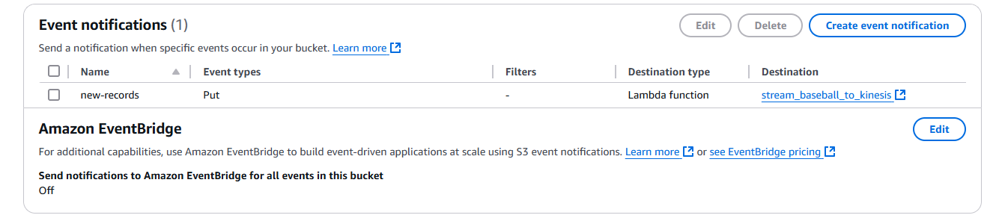 Event notifications (1)
Edit
Delete
Create event notification
Send a notification when specific events occur in your bucket. Learn more
Name
Event types
Filters
Destination type
Destination
new-records
Put
-
Lambda function
stream_baseball_to_kinesis
Amazon EventBridge
Edit
For additional capabilities, use Amazon EventBridge to build event-driven applications at scale using S3 event notifications. Learn more or see EventBridge pricing
Send notifications to Amazon EventBridge for all events in this bucket
Off